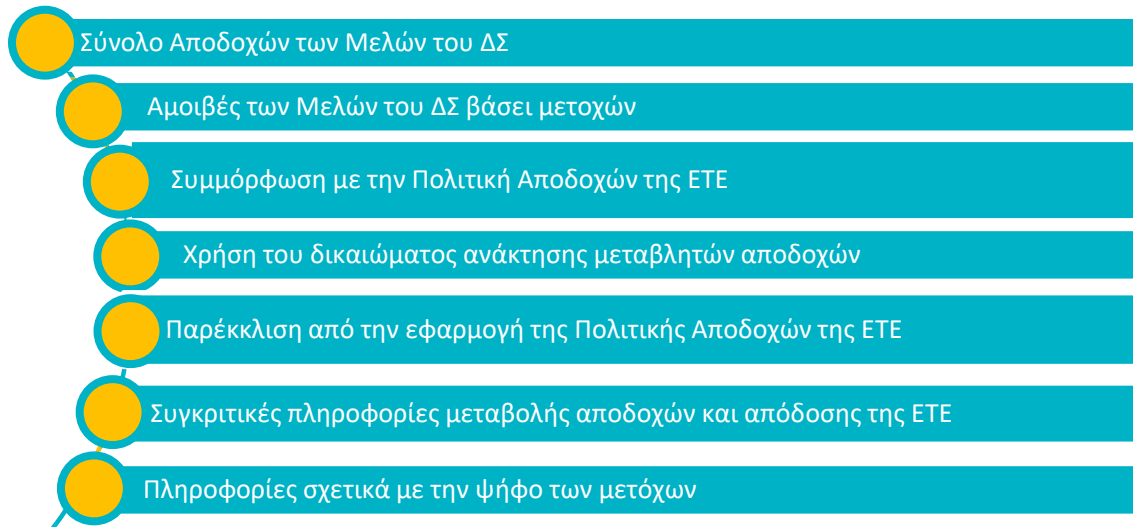 Σύνολο Αποδοχών των Μελών του ΔΣ
Αμοιβές των Μελών του ΔΣ βάσει μετοχών
Συμμόρφωση με την Πολιτική Αποδοχών της ΕΤΕ
Χρήση του δικαιώματος ανάκτησης μεταβλητών αποδοχών
Παρέκκλιση από την εφαρμογή της Πολιτικής Αποδοχών της ΕΤΕ
Συγκριτικές πληροφορίες μεταβολής αποδοχών και απόδοσης της ΕΤΕ
Πληροφορίες σχετικά με την ψήφο των μετόχων